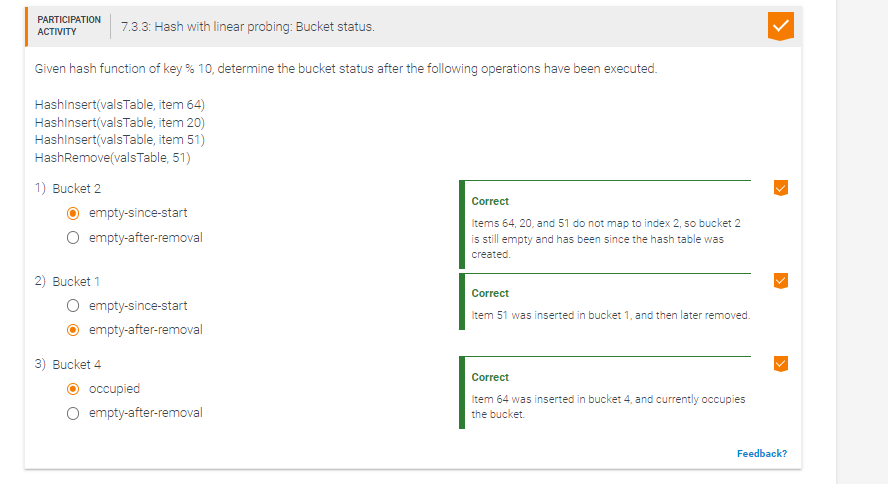 PARTICIPATION
ACTIVITY
7.3.3: Hash with linear probing: Bucket status.
Given hash function of key % 10, determine the bucket status after the following operations have been executed.
HashInsert(valsTable, item 64)
HashInsert(valsTable, item 20)
HashInsert(valsTable, item 51)
HashRemove(valsTable, 51)
1) Bucket 2
empty-since-start
empty-after-removal
Correct
Items 64, 20, and 51 do not map to index 2, so bucket 2
is still empty and has been since the hash table was
created.
2) Bucket 1
empty-since-start
empty-after-removal
Correct
Item 51 was inserted in bucket 1, and then later removed.
3) Bucket 4
occupied
empty-after-removal
Correct
Item 64 was inserted in bucket 4, and currently occupies
the bucket.
Feedback?